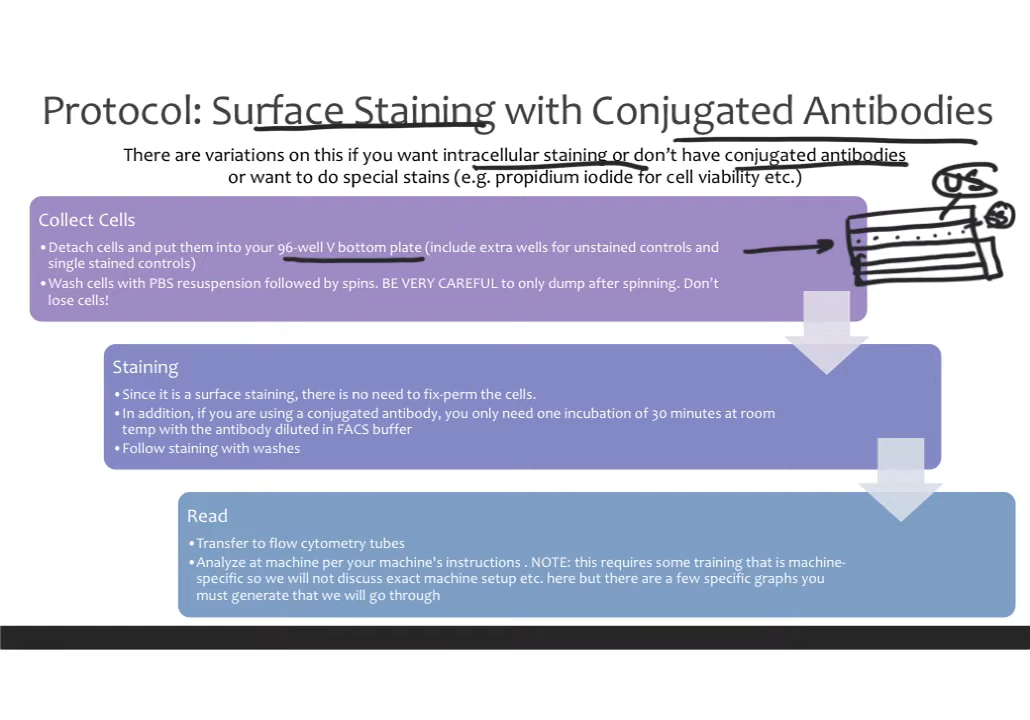 Protocol: Surface Staining with Conjugated Antibodies
There are variations on this if you want intracellular staining or don't have conjugated antibodies
or want to do special stains (e.g. propidium iodide for cell viability etc.)
US
SS
Collect Cells
•Detach cells and put them into your 96-well V bottom plate (include extra wells for unstained controls and
single stained controls)
•Wash cells with PBS resuspension followed by spins. BE VERY CAREFUL to only dump after spinning. Don't
lose cells!
Staining
•Since it is a surface staining, there is no need to fix-perm the cells.
•In addition, if you are using a conjugated antibody, you only need one incubation of 30 minutes at room
temp with the antibody diluted in FACS buffer
•Follow staining with washes
Read
•Transfer to flow cytometry tubes
•Analyze at machine per your machine's instructions . NOTE: this requires some training that is machine-
specific so we will not discuss exact machine setup etc. here but there are a few specific graphs you
must generate that we will go through